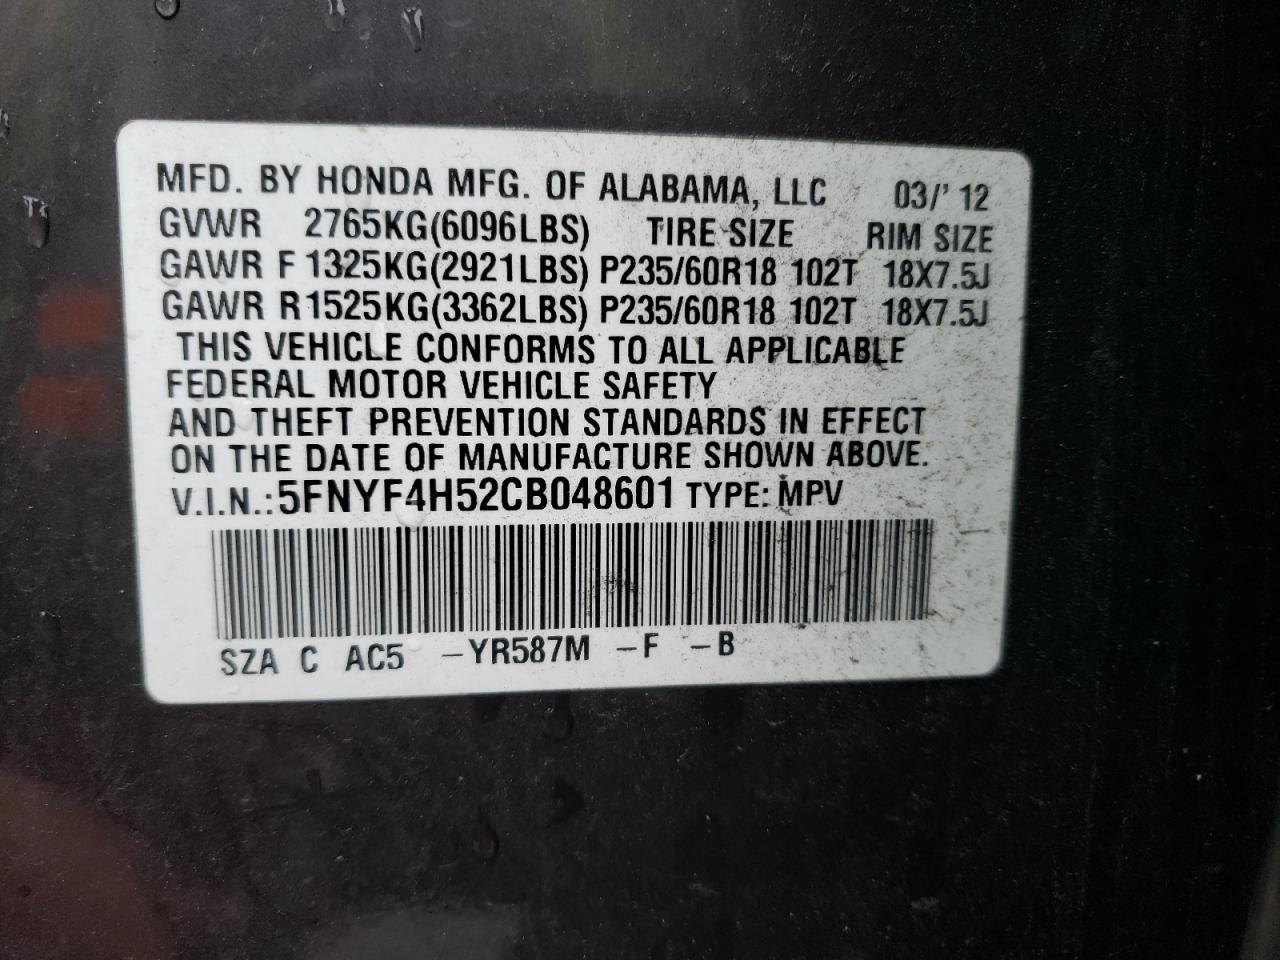 MFD. BY HONDA MFG. OF ALABAMA, LLC 03/' 12
GVWR 2765KG(6096LBS) TIRE SIZE RIM SIZE
GAWR F 1325KG(2921LBS) P235/60R18 102T 18X7.5J
GAWR R 1525KG(3362LBS) P235/60R18 102T 18X7.5J
THIS VEHICLE CONFORMS TO ALL APPLICABLE
FEDERAL MOTOR VEHICLE SAFETY
AND THEFT PREVENTION STANDARDS IN EFFECT
ON THE DATE OF MANUFACTURE SHOWN ABOVE.
V.I.N.: 5FNYF4H52CB048601 TYPE: MPV
SZA C AC5 -YR587M -F -B